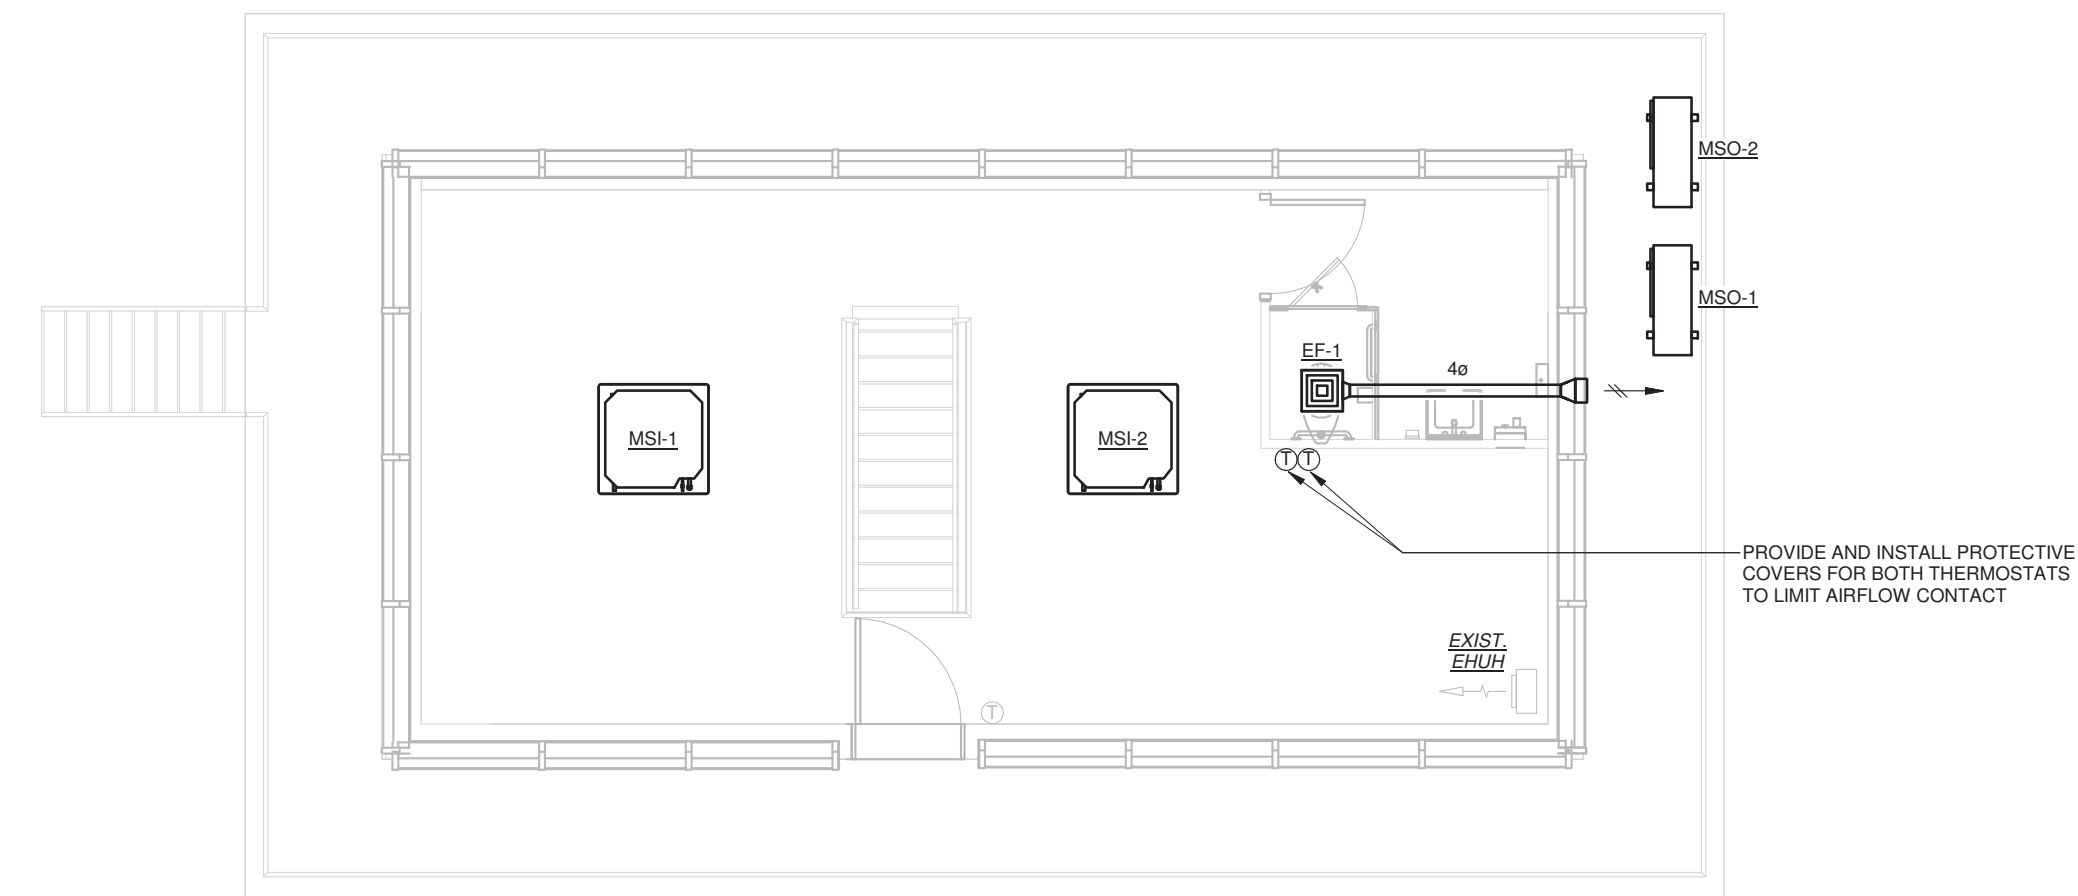 MSO-2
MSO-1
EF-1
4ø
MSI-1
MSI-2
T T
PROVIDE AND INSTALL PROTECTIVE
COVERS FOR BOTH THERMOSTATS
TO LIMIT AIRFLOW CONTACT
EXIST.
EHUH
T